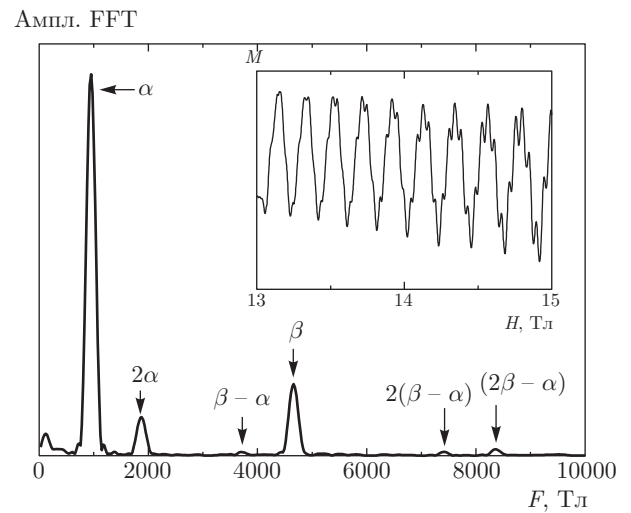 Ампл. FFT
M
α
13 14 15
H, Тл
β
2α
β – α
2(β – α)
(2β – α)
0 2000 4000 6000 8000 10000
F, Тл